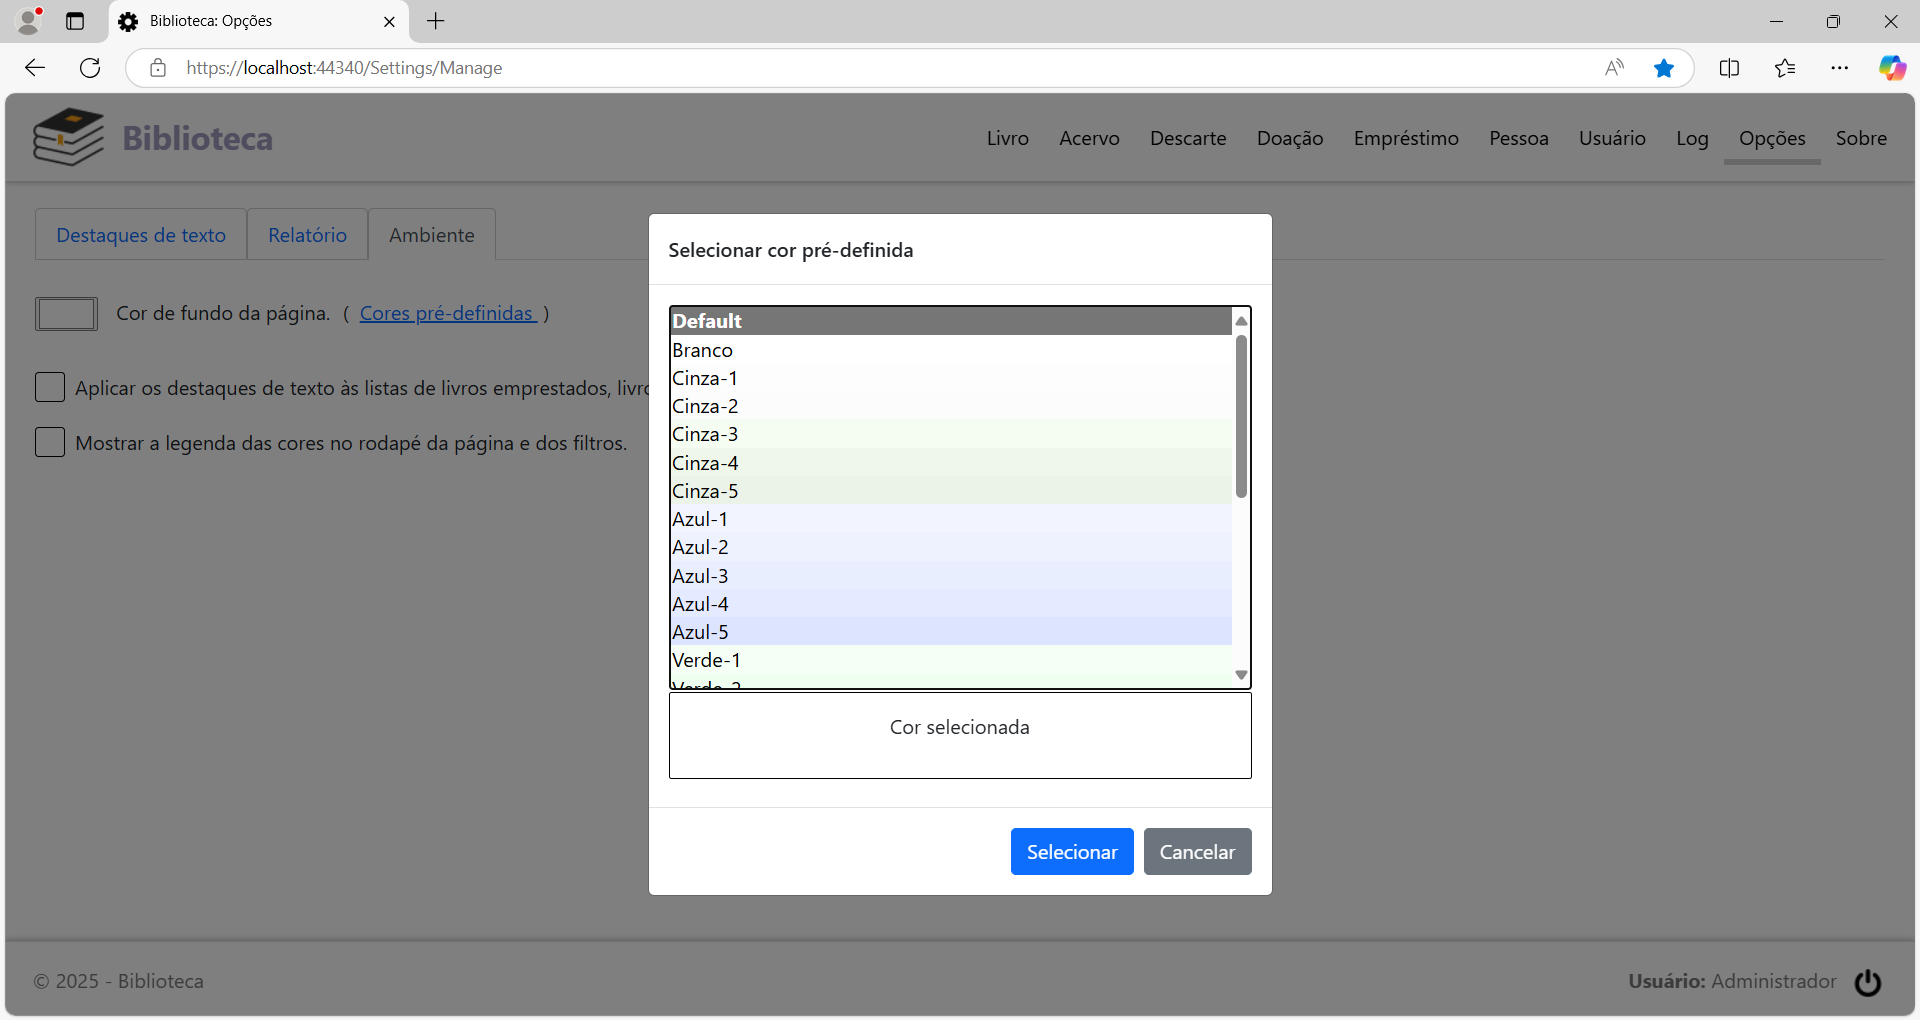 Biblioteca: Opções
https://localhost:44340/Settings/Manage
Biblioteca
Livro Acervo Descarte Doação Empréstimo Pessoa Usuário Log Opções Sobre
Destaques de texto Relatório Ambiente
Cor de fundo da página. ( Cores pré-definidas )
Aplicar os destaques de texto às listas de livros emprestados,
Mostrar a legenda das cores no rodapé da página e dos filtros.
Selecionar cor pré-definida
Default
Branco
Cinza-1
Cinza-2
Cinza-3
Cinza-4
Cinza-5
Azul-1
Azul-2
Azul-3
Azul-4
Azul-5
Verde-1
Verde-2
Cor selecionada
Selecionar Cancelar
© 2025 - Biblioteca
Usuário: Administrador